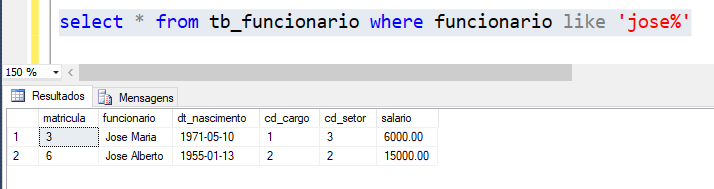 select * from tb_funcionario where funcionario like 'jose%'
150 %
Resultados Mensagens
matricula funcionario dt_nascimento cd_cargo cd_setor salario
1 3 Jose Maria 1971-05-10 1 3 6000.00
2 6 Jose Alberto 1955-01-13 2 2 15000.00